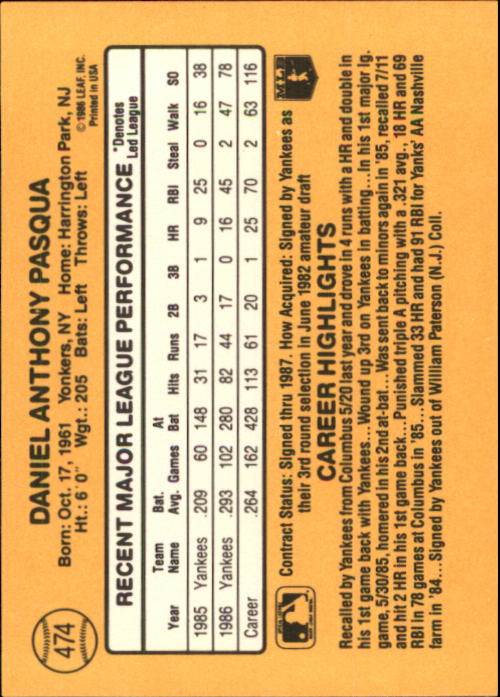 474
DANIEL ANTHONY PASQUA
Born: Oct. 17, 1961 Yonkers, NY Home: Harrington Park, NJ
Ht.: 6' 0" Wgt.: 205 Bats: Left Throws: Left
© 1986 LEAF, INC.
Printed in USA
RECENT MAJOR LEAGUE PERFORMANCE
*Denotes
Led League
Year Team Name Bat. Avg. Games At Bat Hits Runs 2B 3B HR RBI Steal Walk SO
1985 Yankees .209 60 148 31 17 3 1 9 25 0 16 38
1986 Yankees .293 102 280 82 44 17 0 16 45 2 47 78
Career .264 162 428 113 61 20 1 25 70 2 63 116
Contract Status: Signed thru 1987. How Acquired: Signed by Yankees as
their 3rd round selection in June 1982 amateur draft
MLB
CAREER HIGHLIGHTS
Recalled by Yankees from Columbus 5/20 last year and drove in 4 runs with a HR and double in
his 1st game back with Yankees... Wound up 3rd on Yankees in batting... In his 1st major lg.
game, 5/30/85, homered in his 2nd at-bat... Was sent back to minors again in '85, recalled 7/11
and hit 2 HR in his 1st game back... Punished triple A pitching with a .321 avg., 18 HR and 69
RBI in 78 games at Columbus in '85... Slammed 33 HR and had 91 RBI for Yanks' AA Nashville
farm in '84... Signed by Yankees out of William Paterson (N.J.) Coll.